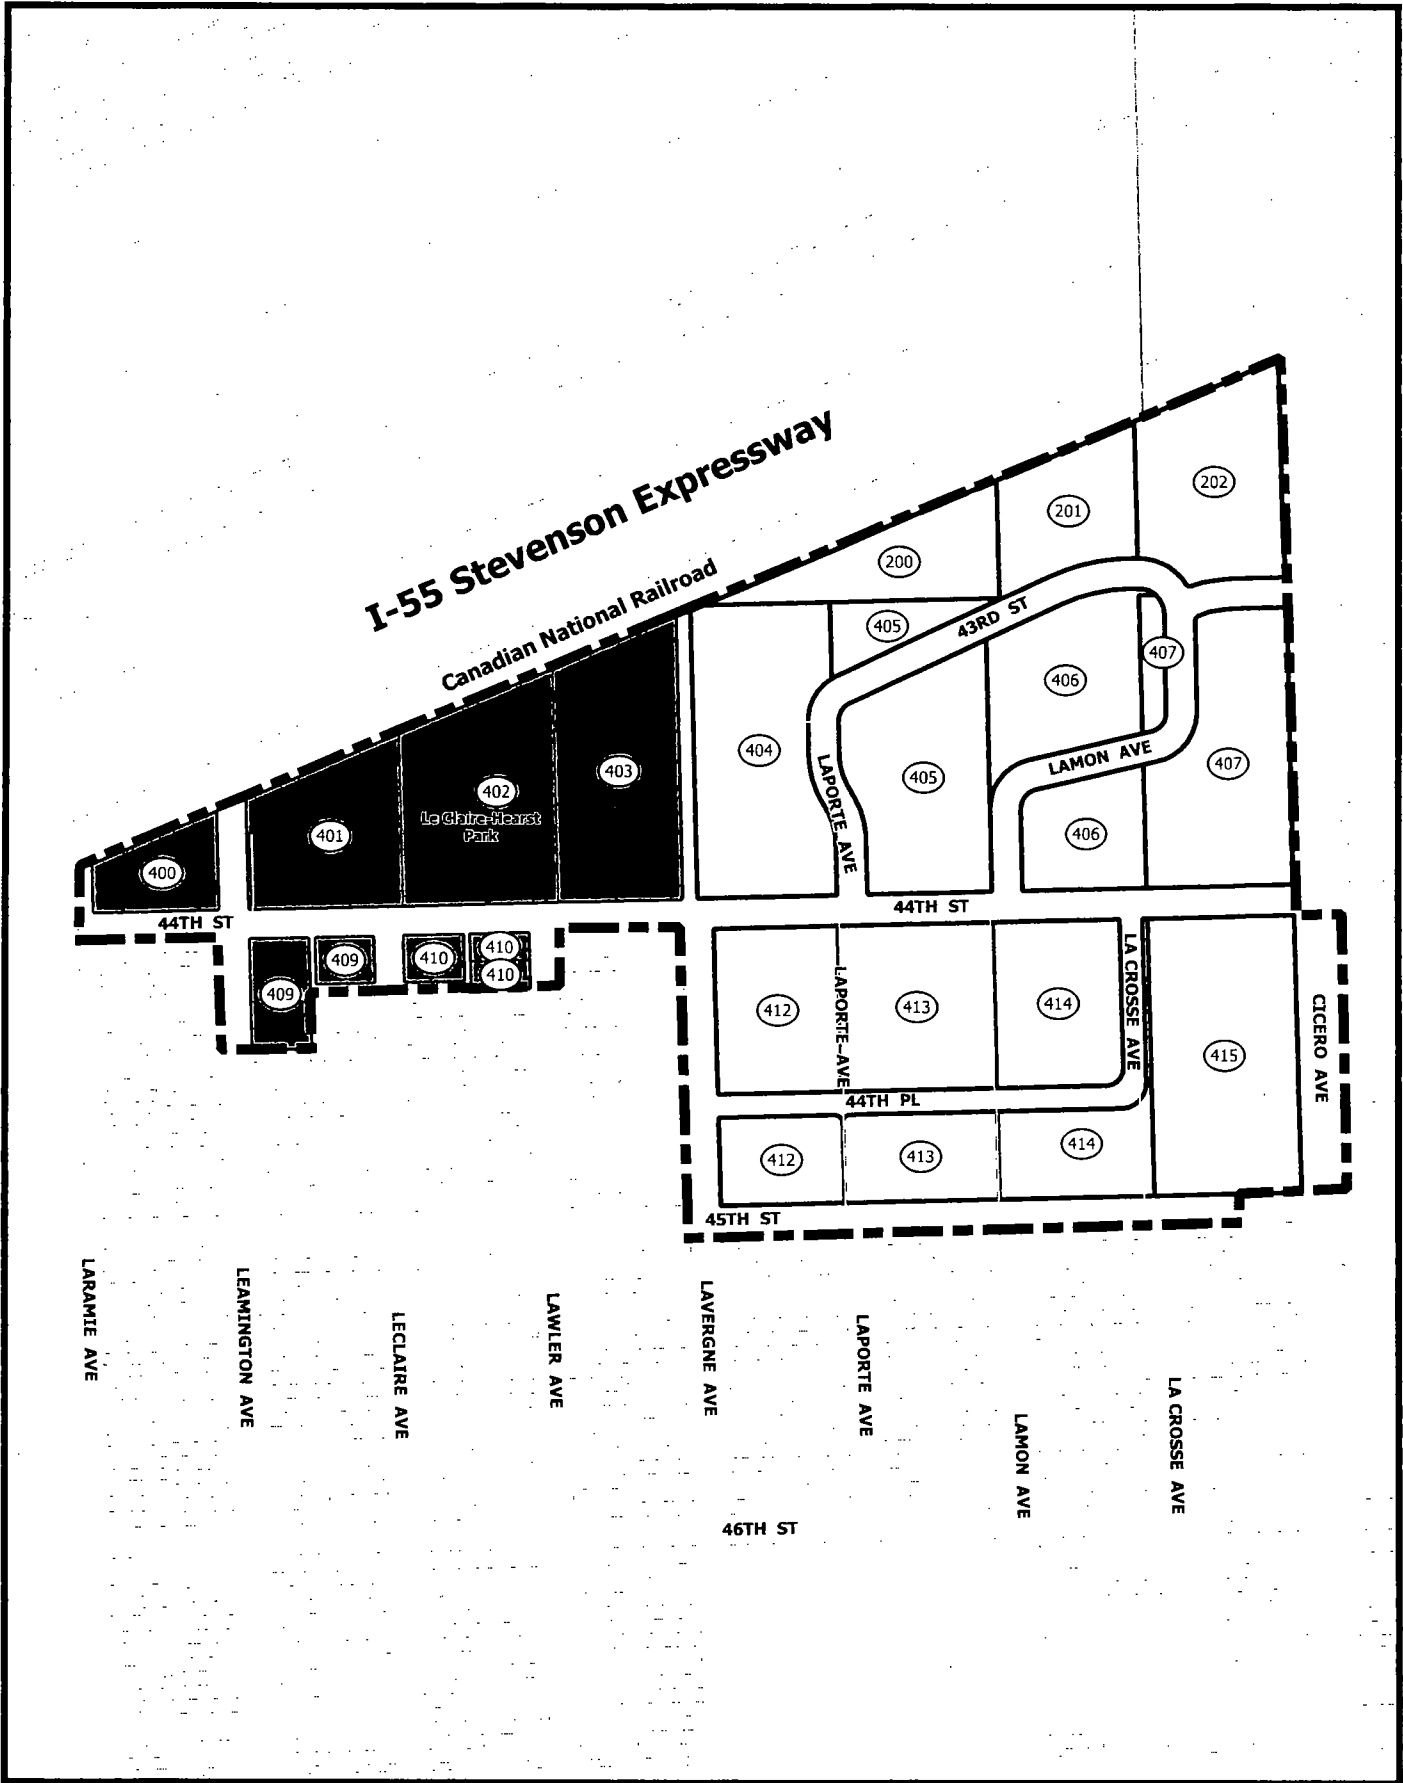 I-55 Stevenson Expressway
Canadian National Railroad
202
201
200
405
43RD ST
407
406
404
403
402
Le Claire-Hearst
Park
401
400
LAPORTE AVE
405
LAMON AVE
407
406
44TH ST
44TH ST
409
409
410
410
410
412
LAPORTE AVE
413
414
LA CROSSE AVE
415
CICERO AVE
44TH PL
412
413
414
45TH ST
LARAMIE AVE
LEAMINGTON AVE
LECLAIRE AVE
LAWLER AVE
LAVERGNE AVE
LAPORTE AVE
LAMON AVE
LA CROSSE AVE
46TH ST